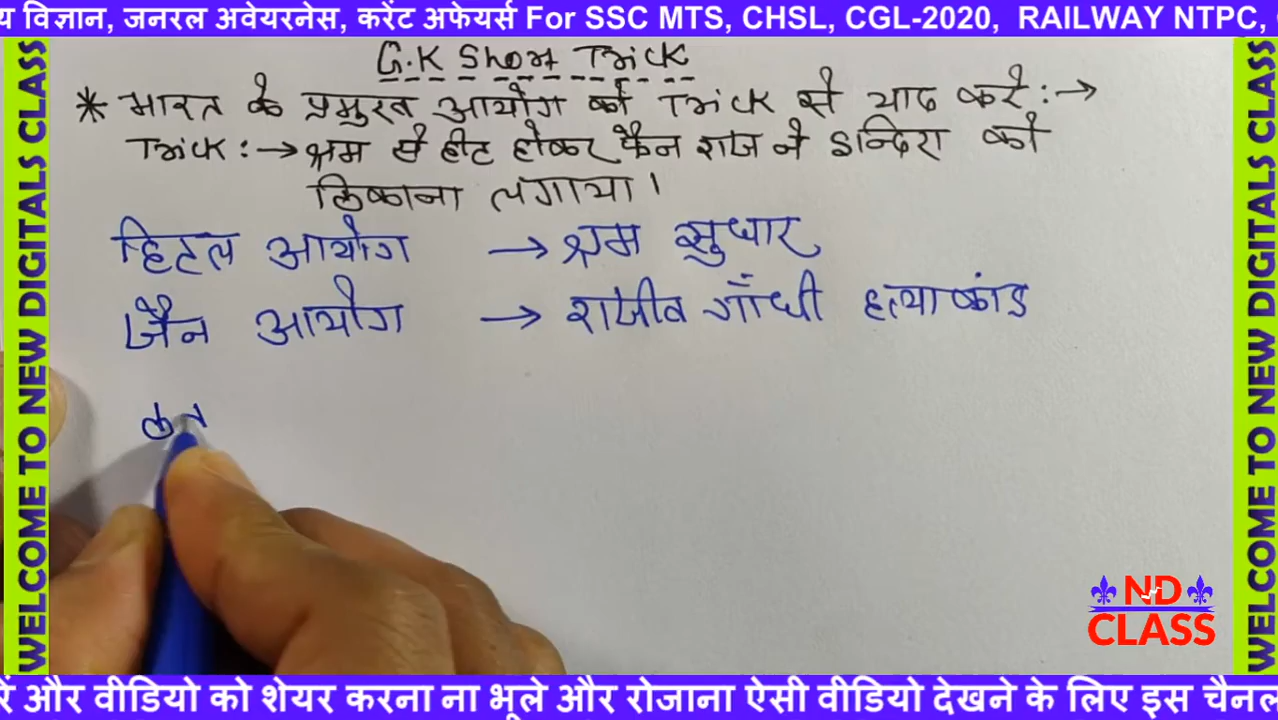 य विज्ञान, जनरल अवेयरनेस, करेंट अफेयर्स For SSC MTS, CHSL, CGL-2020, RAILWAY NTPC,
WELCOME TO NEW DIGITALS CLASS
G.K Short Trick
* भारत के प्रमुख आयोग को Trick से याद करे :→
Trick :→ श्रम से हीट होकर जैन राज ने इन्दिरा को
ठिकाना लगाया।
हिटल आयोग → श्रम सुधार
जैन आयोग → राजीव गाँधी हत्याकांड
ठ
ND
CLASS
WELCOME TO NEW DIGITALS CLASS
रें और वीडियो को शेयर करना ना भूले और रोजाना ऐसी वीडियो देखने के लिए इस चैनल